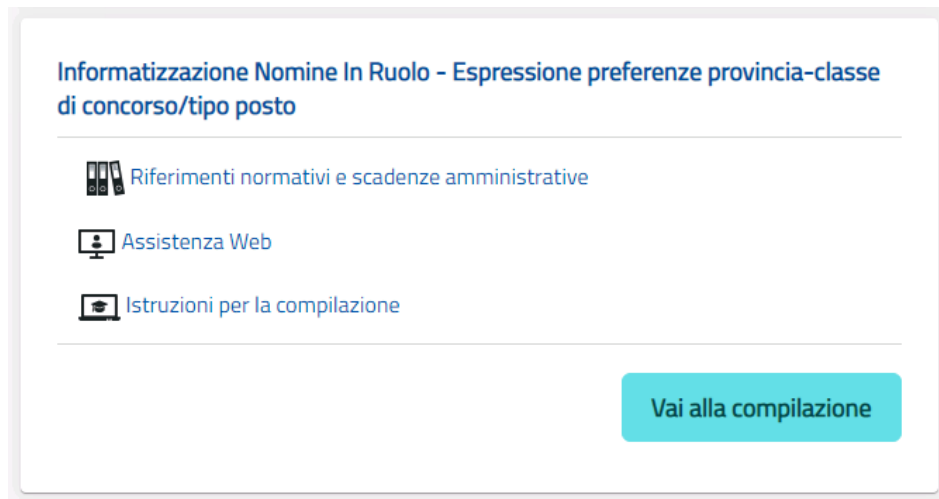 Informatizzazione Nomine In Ruolo - Espressione preferenze provincia-classe
di concorso/tipo posto
Riferimenti normativi e scadenze amministrative
Assistenza Web
Istruzioni per la compilazione
Vai alla compilazione